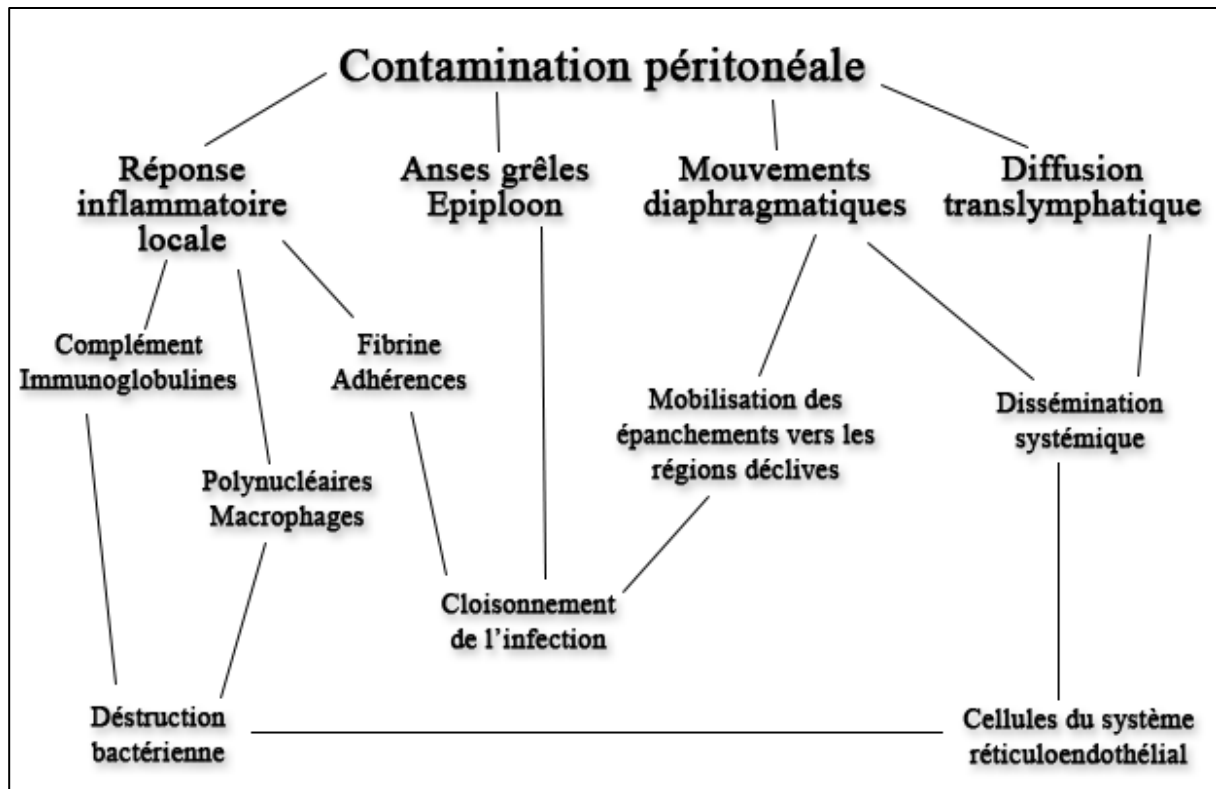 Contamination péritonéale
Réponse
inflammatoire
locale
Anses grêles
Epiploon
Mouvements
diaphragmatiques
Diffusion
translymphatique
Complément
Immunoglobulines
Fibrine
Adhérences
Mobilisation des
épanchements vers les
régions déclives
Dissémination
systémique
Polynucléaires
Macrophages
Cloisonnement
de l’infection
Déstruction
bactérienne
Cellules du système
réticuloendothélial